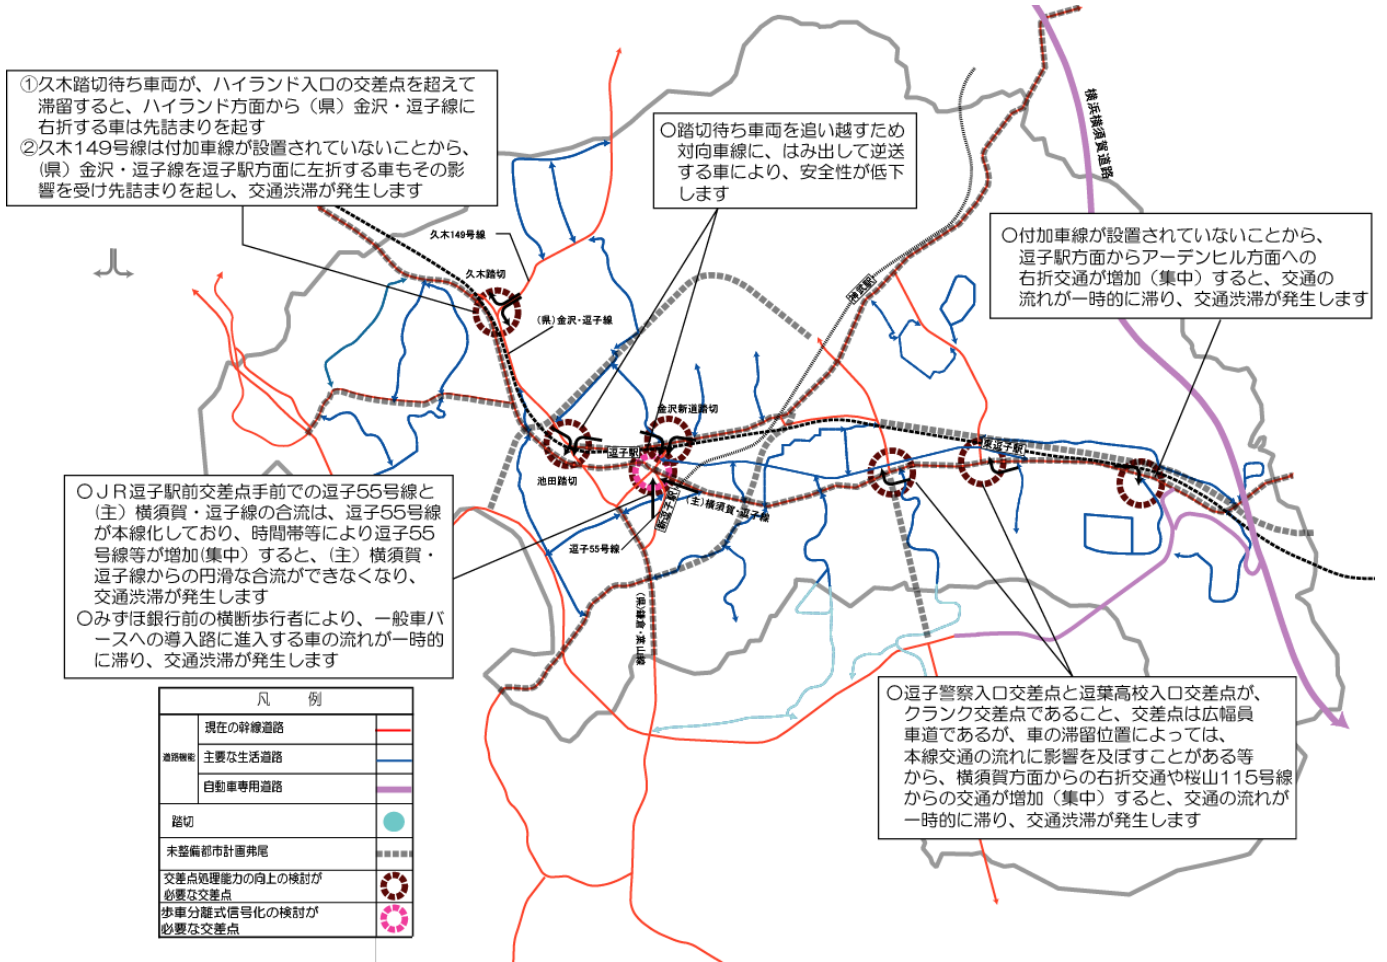 ①久木踏切待ち車両が、ハイランド入口の交差点を超えて
滞留すると、ハイランド方面から（県）金沢・逗子線に
右折する車は先詰まりを起す
②久木149号線は付加車線が設置されていないことから、
(県）金沢・逗子線を逗子駅方面に左折する車もその影
響を受け先詰まりを起し、交通渋滞が発生します
○踏切待ち車両を追い越すため
対向車線に、はみ出して逆送
する車により、安全性が低下
します
横浜横須賀道路
○付加車線が設置されていないことから、
逗子駅方面からアーデンヒル方面への
右折交通が増加（集中）すると、交通の
流れが一時的に滞り、交通渋滞が発生します
久木149号線
久木踏切
(県)金沢・逗子線
神武駅
金沢新道踏切
逗子駅
東逗子駅
池田踏切
新逗子駅
(主)横須賀・逗子線
逗子55号線
(県)鎌倉・葉山線
○ＪＲ逗子駅前交差点手前での逗子55号線と
(主）横須賀・逗子線の合流は、逗子55号線
が本線化しており、時間帯等により逗子55
号線等が増加(集中）すると、(主）横須賀・
逗子線からの円滑な合流ができなくなり、
交通渋滞が発生します
○みずほ銀行前の横断歩行者により、一般車バ
ースへの導入路に進入する車の流れが一時的
に滞り、交通渋滞が発生します
○逗子警察入口交差点と逗葉高校入口交差点が、
クランク交差点であること、交差点は広幅員
車道であるが、車の滞留位置によっては、
本線交通の流れに影響を及ぼすことがある等
から、横須賀方面からの右折交通や桜山115号線
からの交通が増加（集中）すると、交通の流れが
一時的に滞り、交通渋滞が発生します
凡　例
道路機能
現在の幹線道路
主要な生活道路
自動車専用道路
踏切
未整備都市計画弗尾
交差点処理能力の向上の検討が
必要な交差点
歩車分離式信号化の検討が
必要な交差点